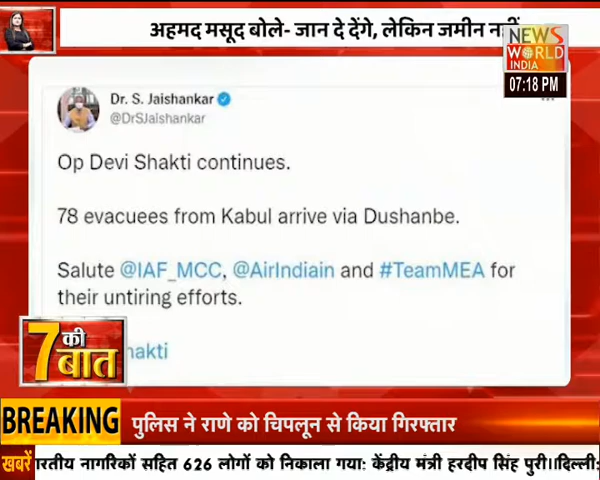 अहमद मसूद बोले- जान दे देंगे, लेकिन जमीन नहीं
NEWS
WORLD
INDIA
07:18 PM
Dr. S. Jaishankar
@DrSJaishankar
Op Devi Shakti continues.
78 evacuees from Kabul arrive via Dushanbe.
Salute @IAF_MCC, @AirIndiain and #TeamMEA for
their untiring efforts.
hakti
7 की
बात
BREAKING
पुलिस ने राणे को चिपलून से किया गिरफ्तार
खबरें
ारतीय नागरिकों सहित 626 लोगों को निकाला गया: केंद्रीय मंत्री हरदीप सिंह पुरी।।दिल्ली: